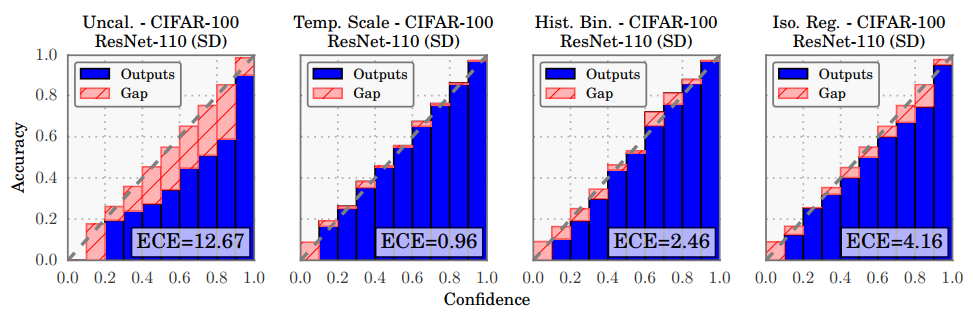 Uncal. - CIFAR-100
ResNet-110 (SD)
Temp. Scale - CIFAR-100
ResNet-110 (SD)
Hist. Bin. - CIFAR-100
ResNet-110 (SD)
Iso. Reg. - CIFAR-100
ResNet-110 (SD)
Accuracy
1.0
0.8
0.6
0.4
0.2
0.0
Outputs
Gap
ECE=12.67
0.0 0.2 0.4 0.6 0.8 1.0
Outputs
Gap
ECE=0.96
0.0 0.2 0.4 0.6 0.8 1.0
Outputs
Gap
ECE=2.46
0.0 0.2 0.4 0.6 0.8 1.0
Outputs
Gap
ECE=4.16
0.0 0.2 0.4 0.6 0.8 1.0
Confidence